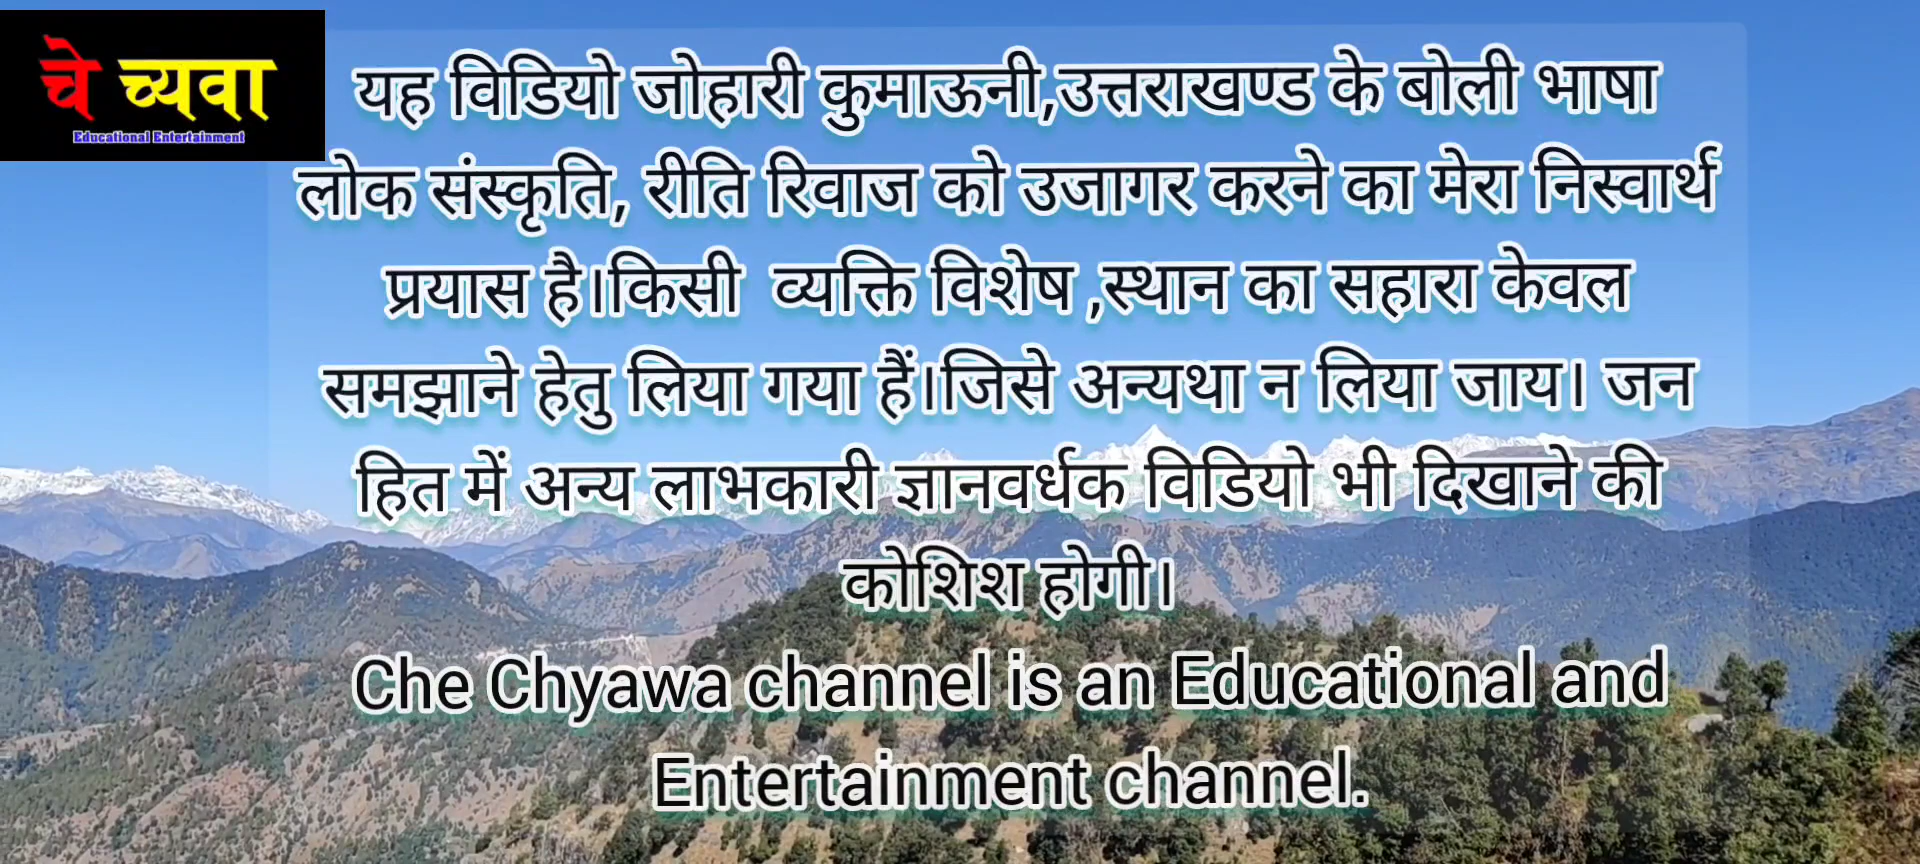 चे च्यवा
Educational Entertainment
यह विडियो जोहारी कुमाऊनी,उत्तराखण्ड के बोली भाषा
लोक संस्कृति, रीति रिवाज को उजागर करने का मेरा निस्वार्थ
प्रयास है।किसी व्यक्ति विशेष ,स्थान का सहारा केवल
समझाने हेतु लिया गया हैं।जिसे अन्यथा न लिया जाय। जन
हित में अन्य लाभकारी ज्ञानवर्धक विडियो भी दिखाने की
कोशिश होगी।
Che Chyawa channel is an Educational and
Entertainment channel.